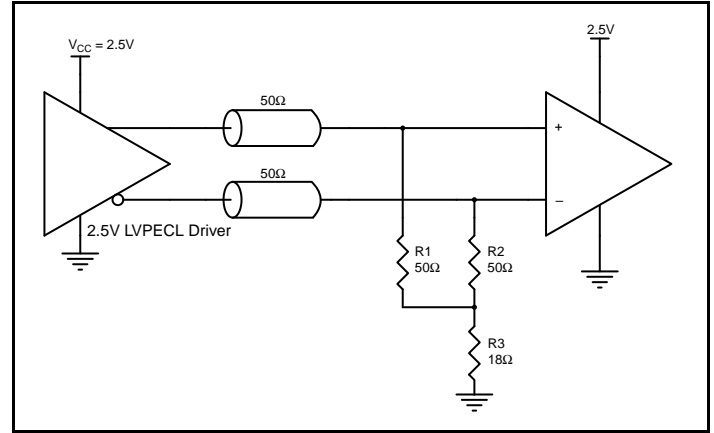 2.5V
V_CC = 2.5V
50Ω
+
50Ω
–
2.5V LVPECL Driver
R1
50Ω
R2
50Ω
R3
18Ω